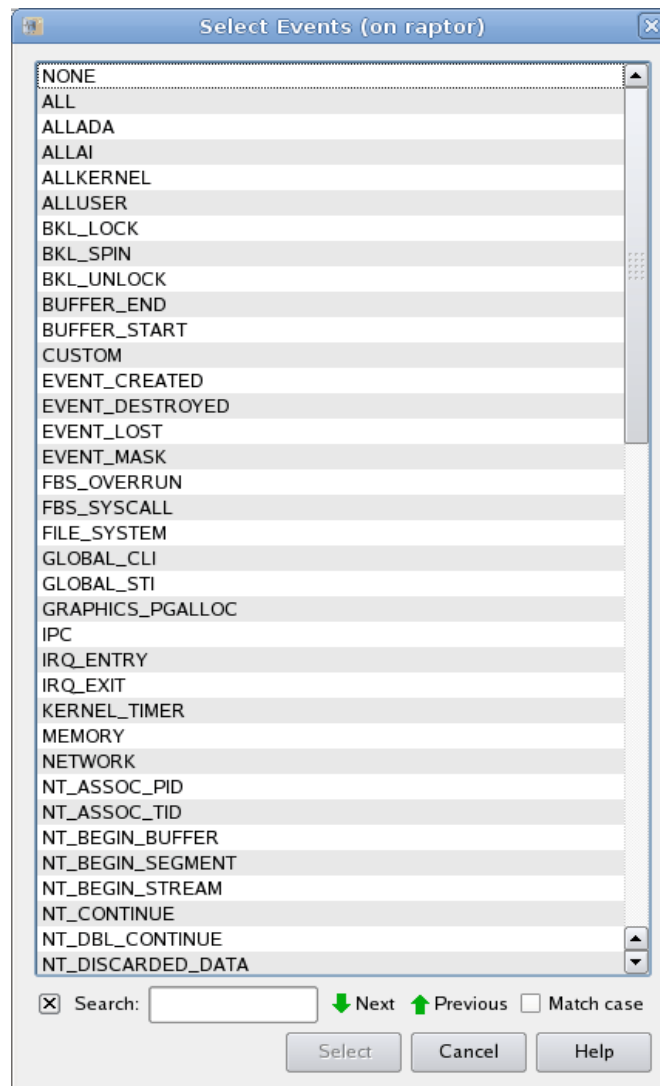 Select Events (on raptor)
NONE
ALL
ALLADA
ALLAI
ALLKERNEL
ALLUSER
BKL_LOCK
BKL_SPIN
BKL_UNLOCK
BUFFER_END
BUFFER_START
CUSTOM
EVENT_CREATED
EVENT_DESTROYED
EVENT_LOST
EVENT_MASK
FBS_OVERRUN
FBS_SYSCALL
FILE_SYSTEM
GLOBAL_CLI
GLOBAL_STI
GRAPHICS_PGALLOC
IPC
IRQ_ENTRY
IRQ_EXIT
KERNEL_TIMER
MEMORY
NETWORK
NT_ASSOC_PID
NT_ASSOC_TID
NT_BEGIN_BUFFER
NT_BEGIN_SEGMENT
NT_BEGIN_STREAM
NT_CONTINUE
NT_DBL_CONTINUE
NT_DISCARDED_DATA
Search: Next Previous Match case
Select Cancel Help